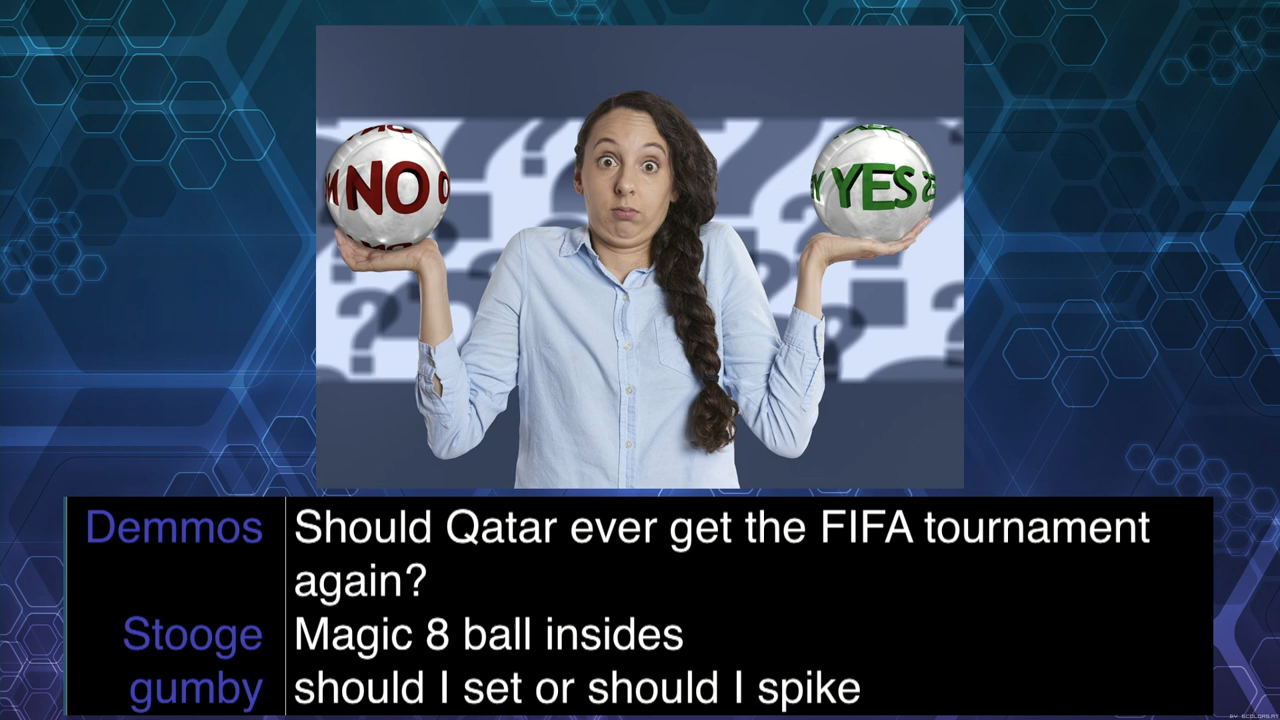 NO
YES
Demmos Should Qatar ever get the FIFA tournament
again?
Stooge Magic 8 ball insides
gumby should I set or should I spike